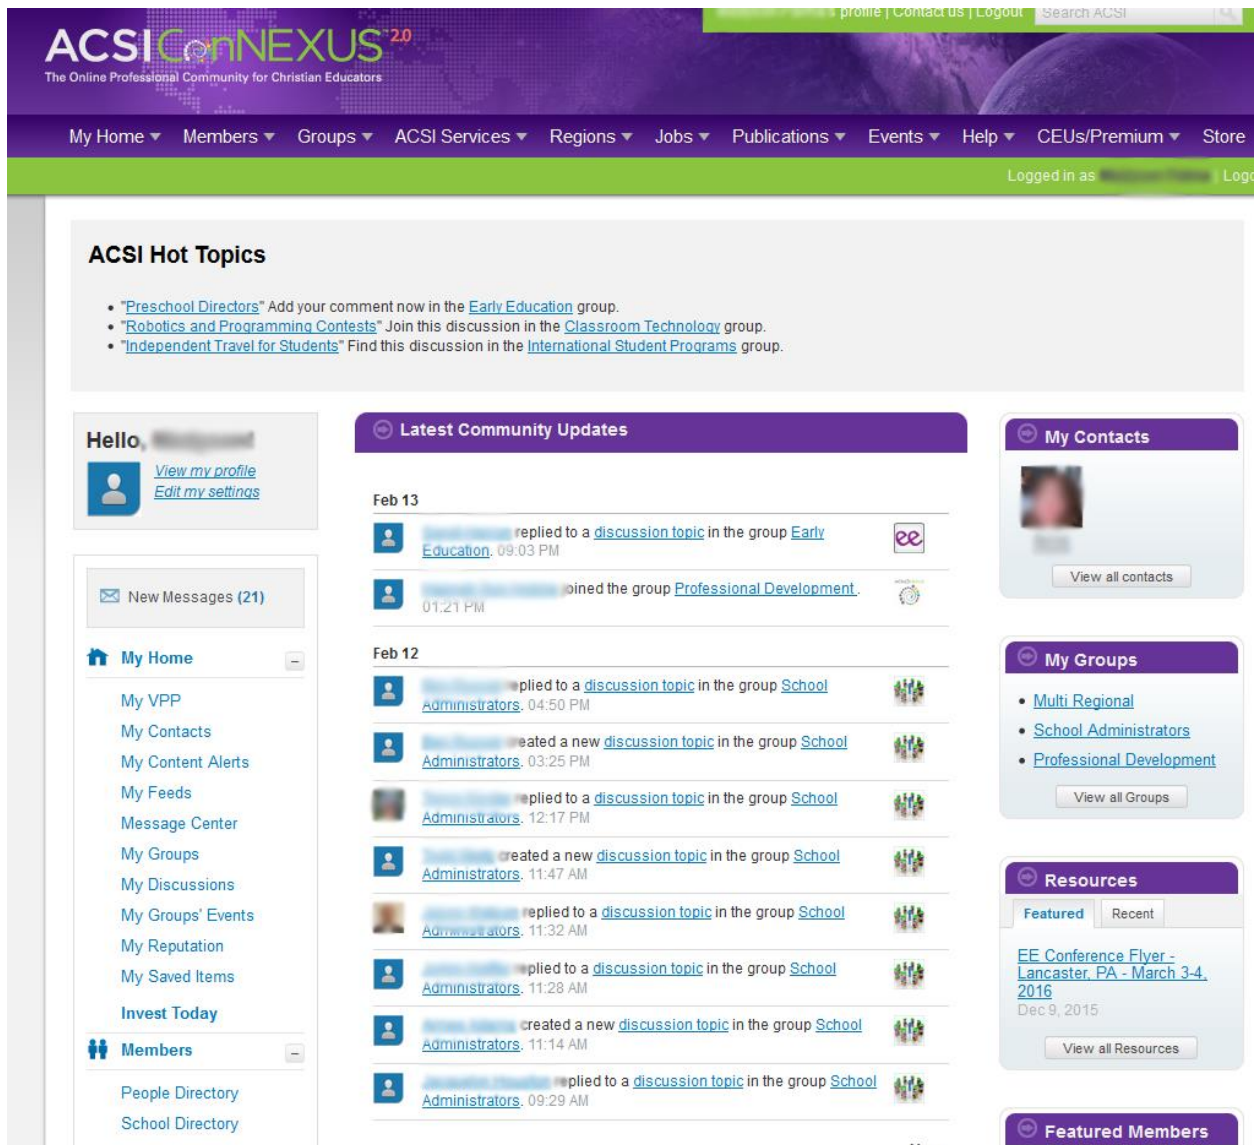 profile | Contact us | Logout
Search ACSI
ACSI ConNEXUS 2.0
The Online Professional Community for Christian Educators
My Home Members Groups ACSI Services Regions Jobs Publications Events Help CEUs/Premium Store
Logged in as | Logo
ACSI Hot Topics
• "Preschool Directors" Add your comment now in the Early Education group.
• "Robotics and Programming Contests" Join this discussion in the Classroom Technology group.
• "Independent Travel for Students" Find this discussion in the International Student Programs group.
Hello,
View my profile
Edit my settings
New Messages (21)
My Home
My VPP
My Contacts
My Content Alerts
My Feeds
Message Center
My Groups
My Discussions
My Groups' Events
My Reputation
My Saved Items
Invest Today
Members
People Directory
School Directory
Latest Community Updates
Feb 13
replied to a discussion topic in the group Early
Education. 09:03 PM
ee
joined the group Professional Development .
01:21 PM
Feb 12
replied to a discussion topic in the group School
Administrators. 04:50 PM
created a new discussion topic in the group School
Administrators. 03:25 PM
replied to a discussion topic in the group School
Administrators. 12:17 PM
created a new discussion topic in the group School
Administrators. 11:47 AM
replied to a discussion topic in the group School
Administrators. 11:32 AM
replied to a discussion topic in the group School
Administrators. 11:28 AM
created a new discussion topic in the group School
Administrators. 11:14 AM
replied to a discussion topic in the group School
Administrators. 09:29 AM
My Contacts
View all contacts
My Groups
• Multi Regional
• School Administrators
• Professional Development
View all Groups
Resources
Featured Recent
EE Conference Flyer -
Lancaster, PA - March 3-4,
2016
Dec 9, 2015
View all Resources
Featured Members